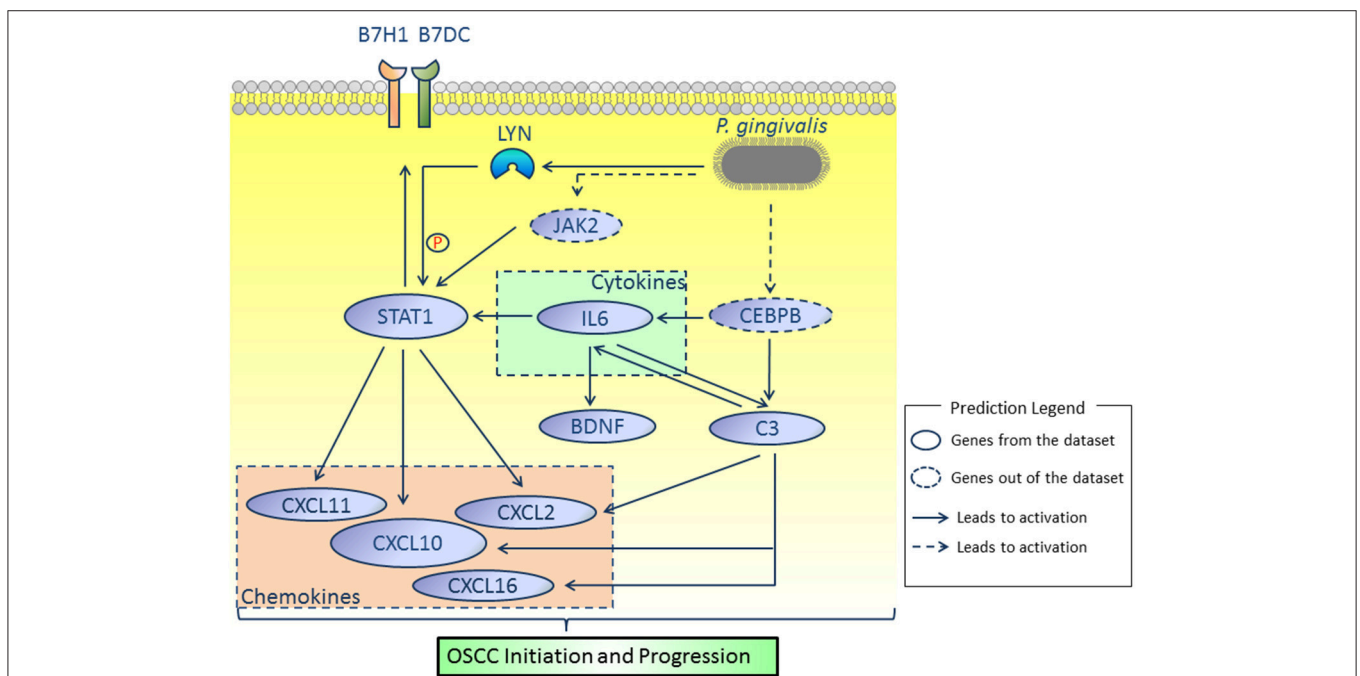 B7H1 B7DC
LYN
P. gingivalis
JAK2
P
Cytokines
STAT1
IL6
CEBPB
BDNF
C3
CXCL11
CXCL2
CXCL10
CXCL16
Chemokines
OSCC Initiation and Progression
Prediction Legend
Genes from the dataset
Genes out of the dataset
Leads to activation
Leads to activation